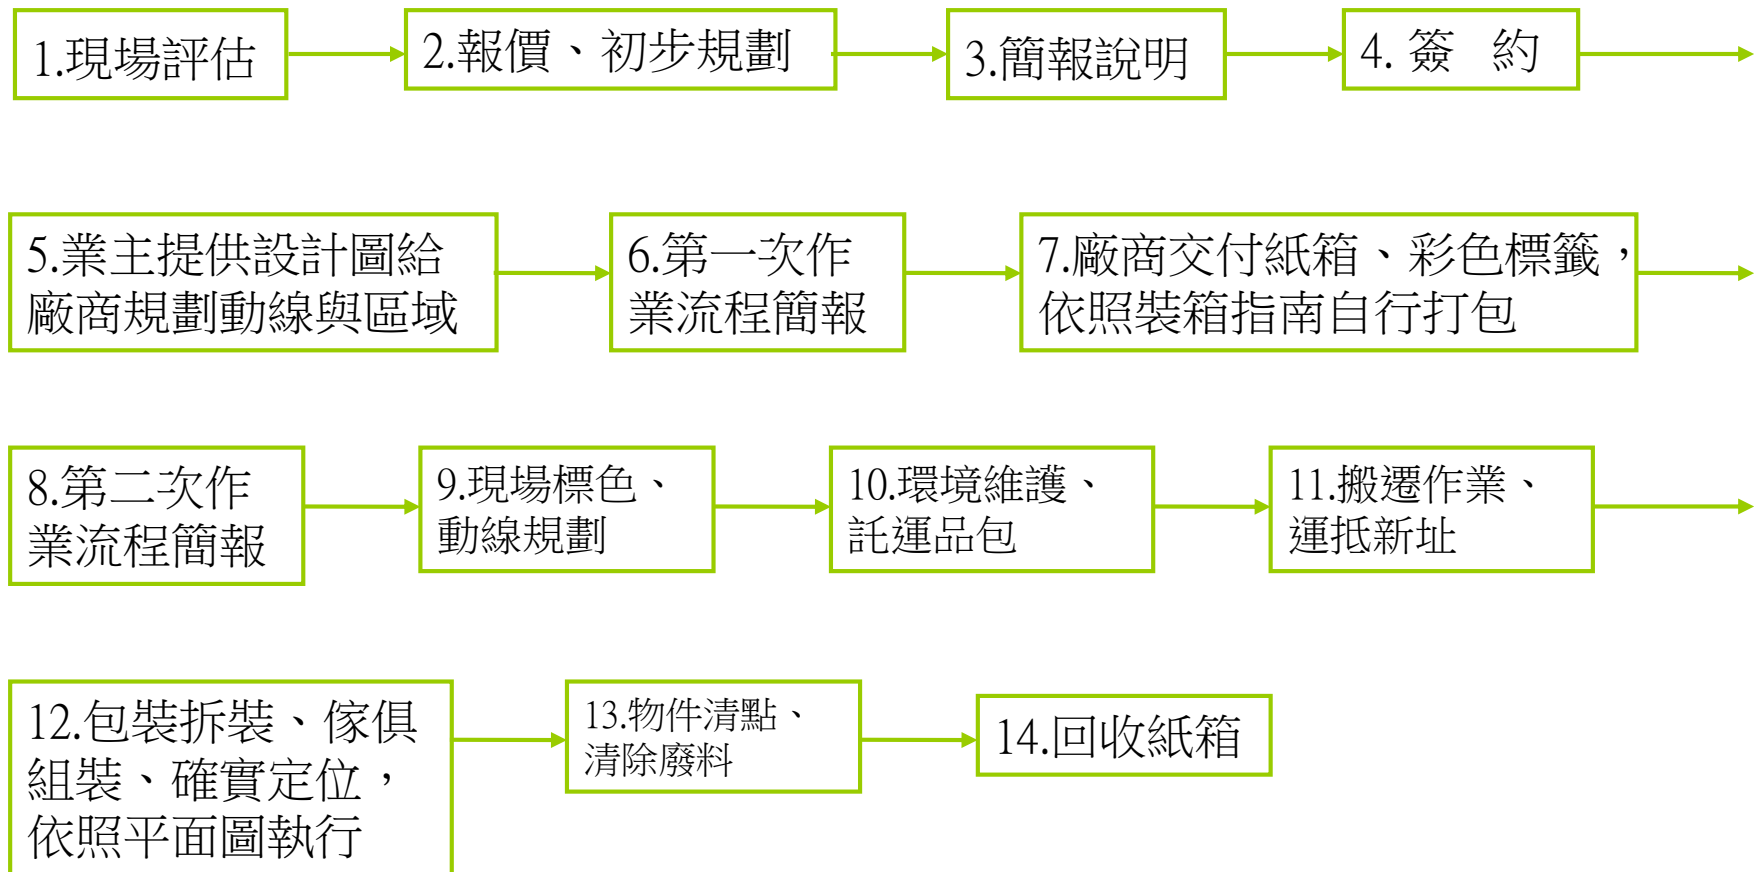 1.現場評估
2.報價、初步規劃
3.簡報說明
4. 簽 約
5.業主提供設計圖給
廠商規劃動線與區域
6.第一次作
業流程簡報
7.廠商交付紙箱、彩色標籤，
依照裝箱指南自行打包
8.第二次作
業流程簡報
9.現場標色、
動線規劃
10.環境維護、
託運品包
11.搬遷作業、
運抵新址
12.包裝拆裝、傢俱
組裝、確實定位，
依照平面圖執行
13.物件清點、
清除廢料
14.回收紙箱